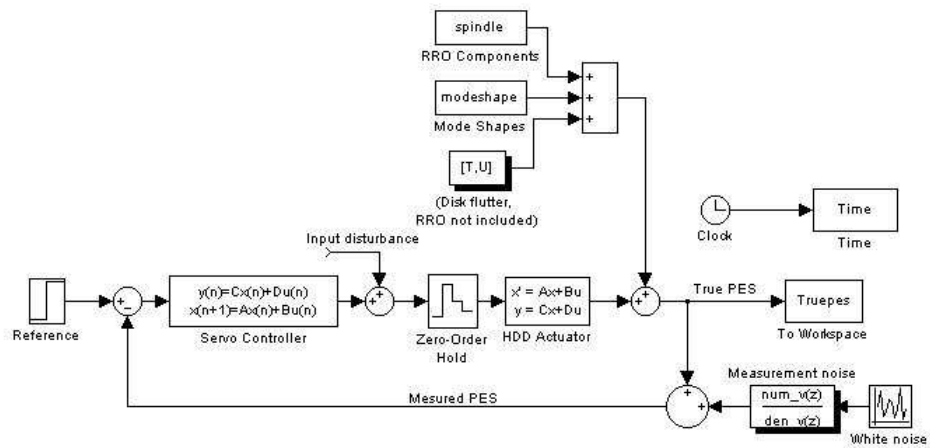 spindle
RRO Components
+
modeshape
+
Mode Shapes
+
[T,U]
(Disk flutter,
RRO not included)
Time
Clock
Time
Input disturbance
y(n)=Cx(n)+Du(n)
x(n+1)=Ax(n)+Bu(n)
x' = Ax+Bu
y = Cx+Du
True PES
Truepes
+
−
+
+
+
+
Reference
Servo Controller
Zero-Order
Hold
HDD Actuator
To Workspace
Measurement noise
+
+
num_v(z)
den_v(z)
Mesured PES
White noise